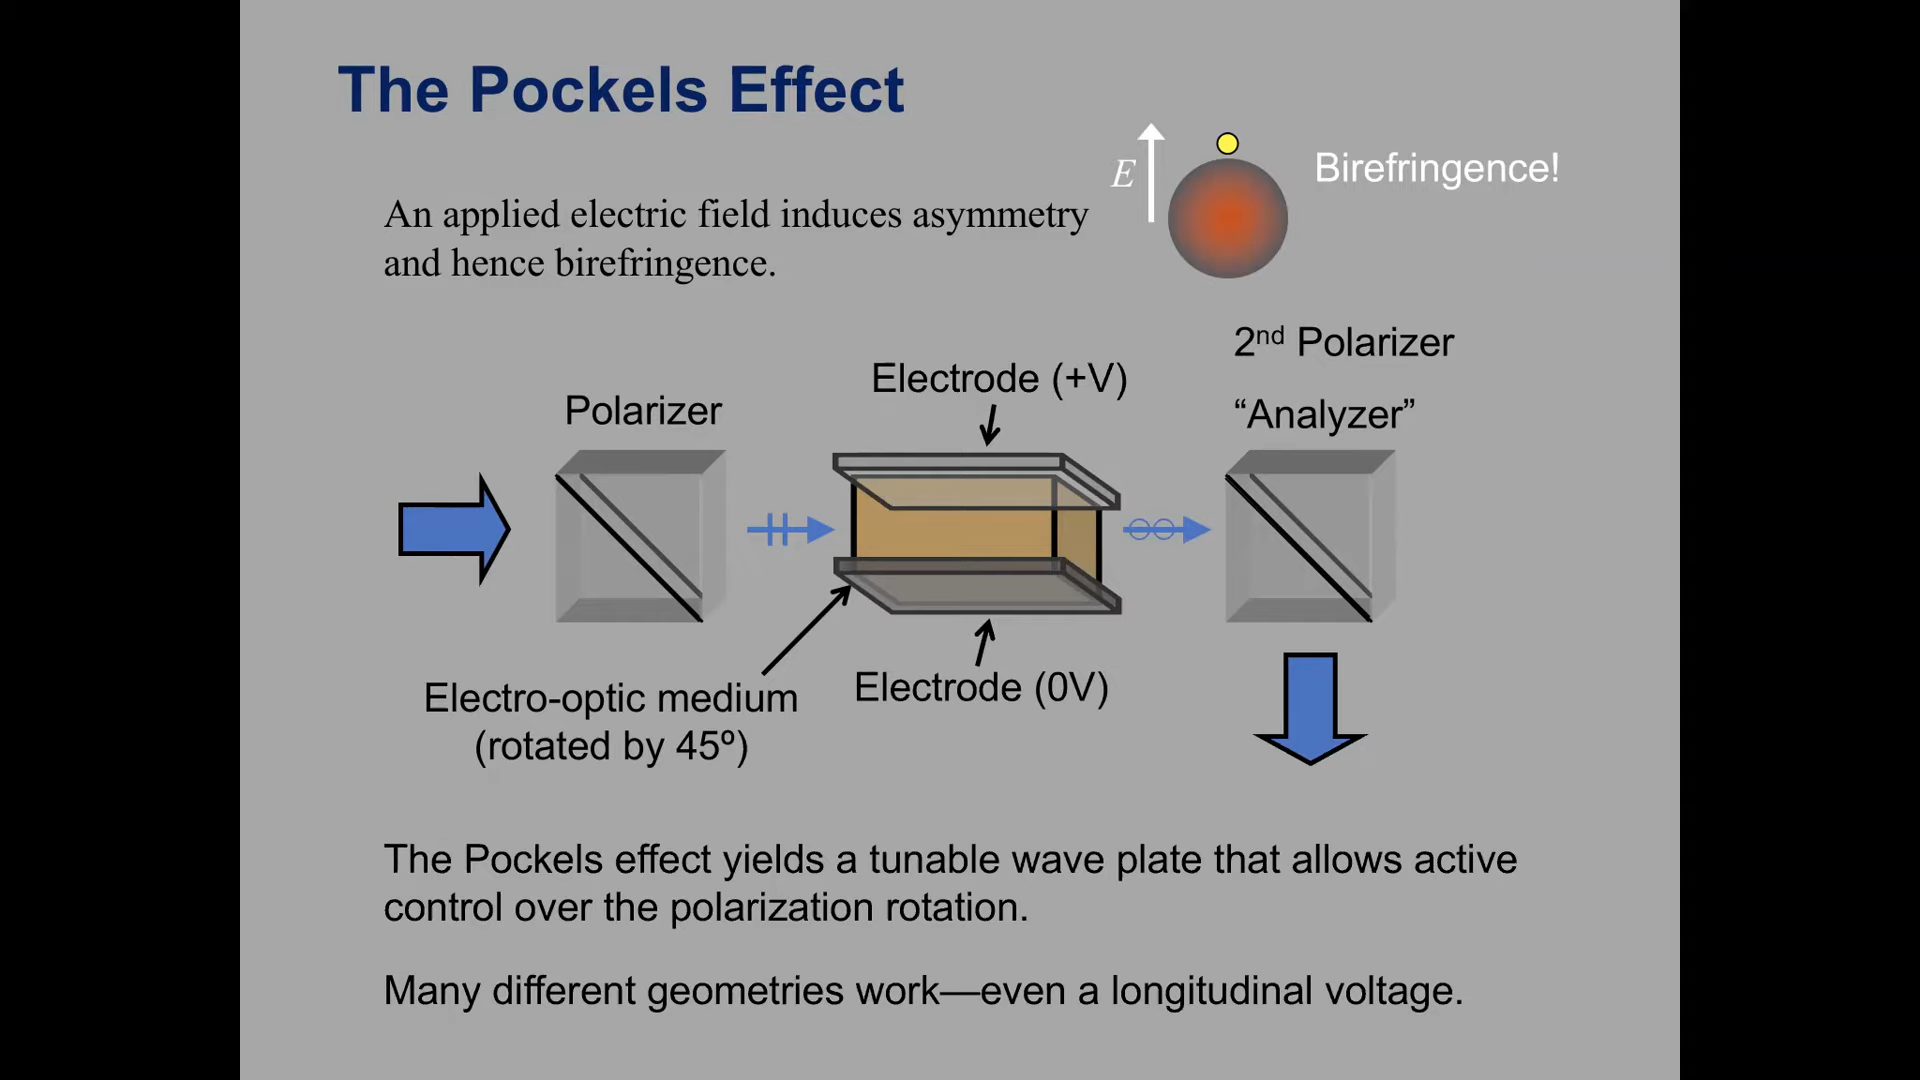 The Pockels Effect
E
Birefringence!
An applied electric field induces asymmetry
and hence birefringence.
2nd Polarizer
“Analyzer”
Electrode (+V)
Polarizer
Electro-optic medium
(rotated by 45º)
Electrode (0V)
The Pockels effect yields a tunable wave plate that allows active
control over the polarization rotation.
Many different geometries work—even a longitudinal voltage.